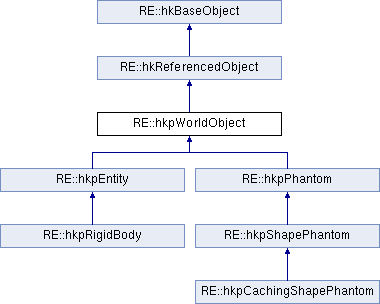 RE::hkBaseObject
RE::hkReferencedObject
RE::hkpWorldObject
RE::hkpEntity
RE::hkpPhantom
RE::hkpRigidBody
RE::hkpShapePhantom
RE::hkpCachingShapePhantom